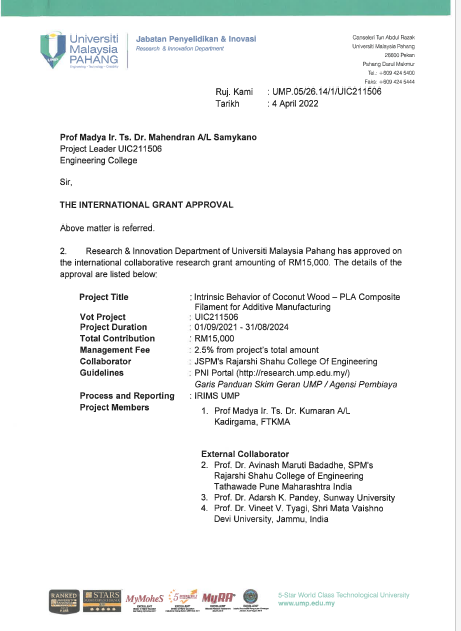 Universiti
Malaysia
PAHANG
Jabatan Penyelidikan & Inovasi
Research & Innovation Department
Canseleri Tun Abdul Razak
Universiti Malaysia Pahang
26600 Pekan
Pahang Darul Makmur
Tel.: +609 424 5400
Faks: +609 424 5444
Ruj. Kami : UMP.05/26.14/1/UIC211506
Tarikh : 4 April 2022
Prof Madya Ir. Ts. Dr. Mahendran A/L Samykano
Project Leader UIC211506
Engineering College
Sir,
THE INTERNATIONAL GRANT APPROVAL
Above matter is referred.
2. Research & Innovation Department of Universiti Malaysia Pahang has approved on
the international collaborative research grant amounting of RM15,000. The details of the
approval are listed below;
Project Title : Intrinsic Behavior of Coconut Wood – PLA Composite
Filament for Additive Manufacturing
Vot Project : UIC211506
Project Duration : 01/09/2021 - 31/08/2024
Total Contribution : RM15,000
Management Fee : 2.5% from project's total amount
Collaborator : JSPM's Rajarshi Shahu College Of Engineering
Guidelines : PNI Portal (http://research.ump.edu.my/)
Garis Panduan Skim Geran UMP / Agensi Pembiaya
Process and Reporting : IRIMS UMP
Project Members
1. Prof Madya Ir. Ts. Dr. Kumaran A/L
Kadirgama, FTKMA
External Collaborator
2. Prof. Dr. Avinash Maruti Badadhe, SPM's
Rajarshi Shahu College of Engineering
Tathawade Pune Maharashtra India
3. Prof. Dr. Adarsh K. Pandey, Sunway University
4. Prof. Dr. Vineet V. Tyagi, Shri Mata Vaishno
Devi University, Jammu, India
RANKED
STARS
MyMoheS
MyRA
5-Star World Class Technological University
www.ump.edu.my